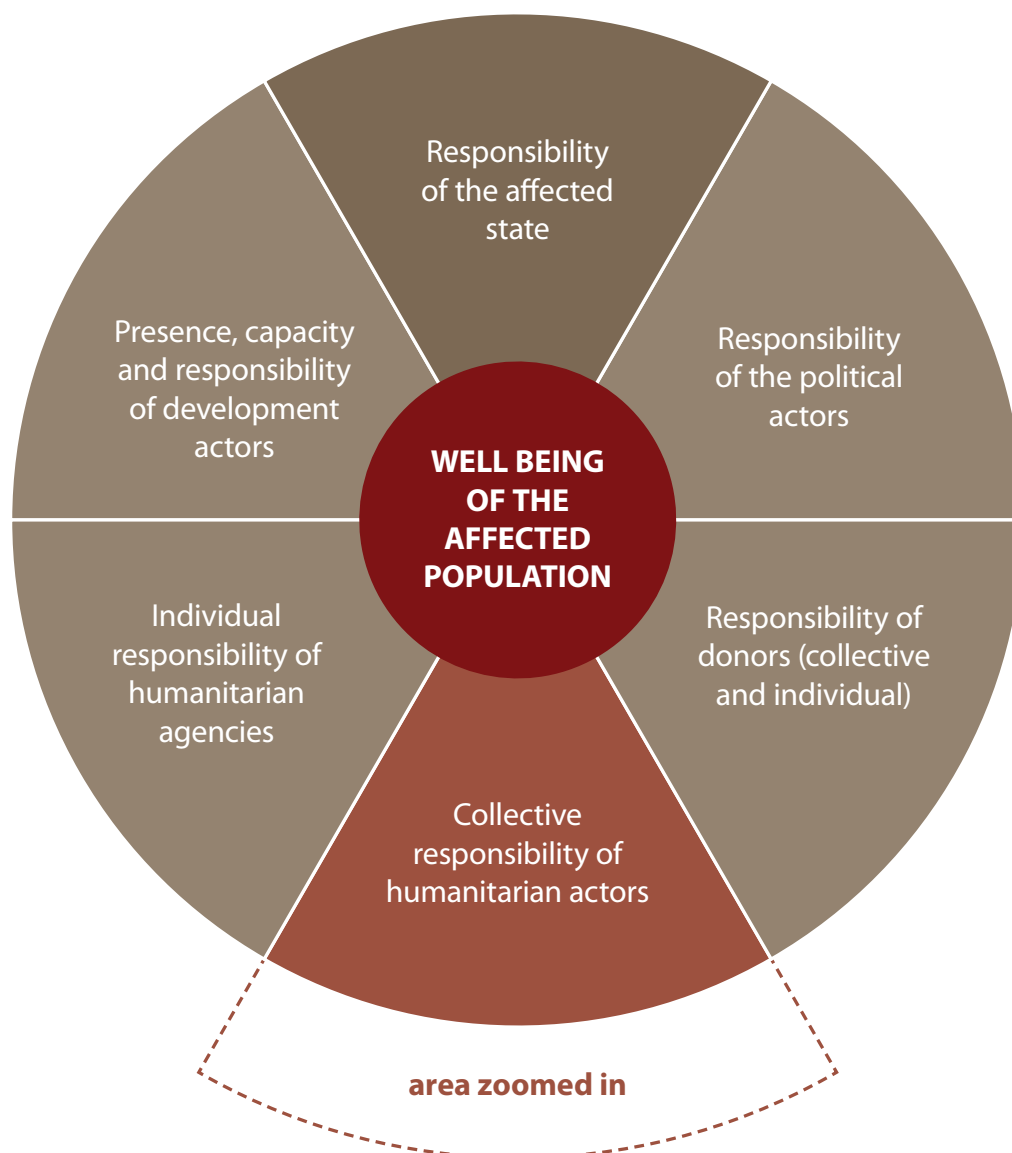 Responsibility
of the affected
state
Presence, capacity
and responsibility
of development
actors
Responsibility
of the political
actors
WELL BEING
OF THE
AFFECTED
POPULATION
Individual
responsibility of
humanitarian
agencies
Responsibility of
donors (collective
and individual)
Collective
responsibility of
humanitarian actors
area zoomed in